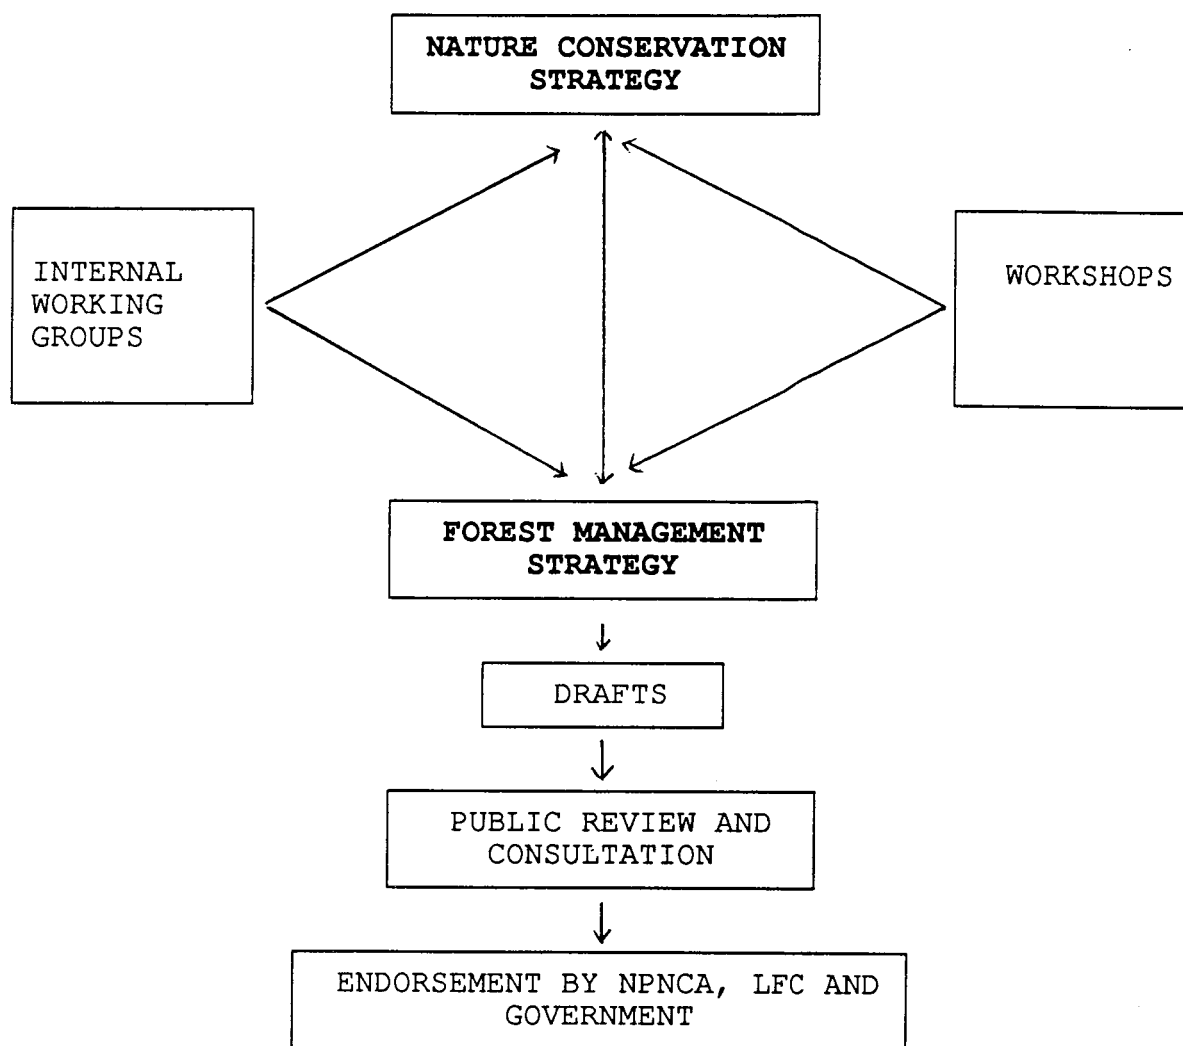 NATURE CONSERVATION
STRATEGY
INTERNAL
WORKING
GROUPS
WORKSHOPS
FOREST MANAGEMENT
STRATEGY
DRAFTS
PUBLIC REVIEW AND
CONSULTATION
ENDORSEMENT BY NPNCA, LFC AND
GOVERNMENT